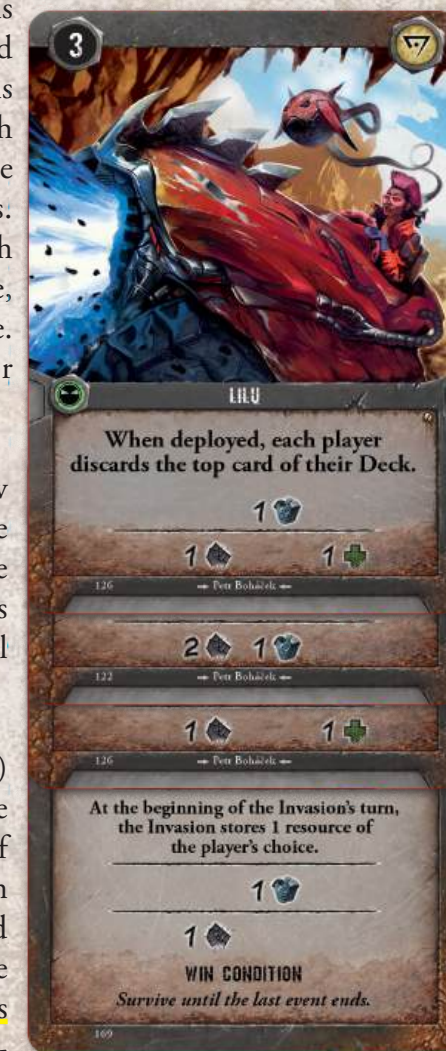 3
LILU
When deployed, each player
discards the top card of their Deck.
1
1 1
126 Petr Boháček
2 1
122 Petr Boháček
1 1
126 Petr Boháček
At the beginning of the Invasion's turn,
the Invasion stores 1 resource of
the player's choice.
1
1
WIN CONDITION
Survive until the last event ends.
169